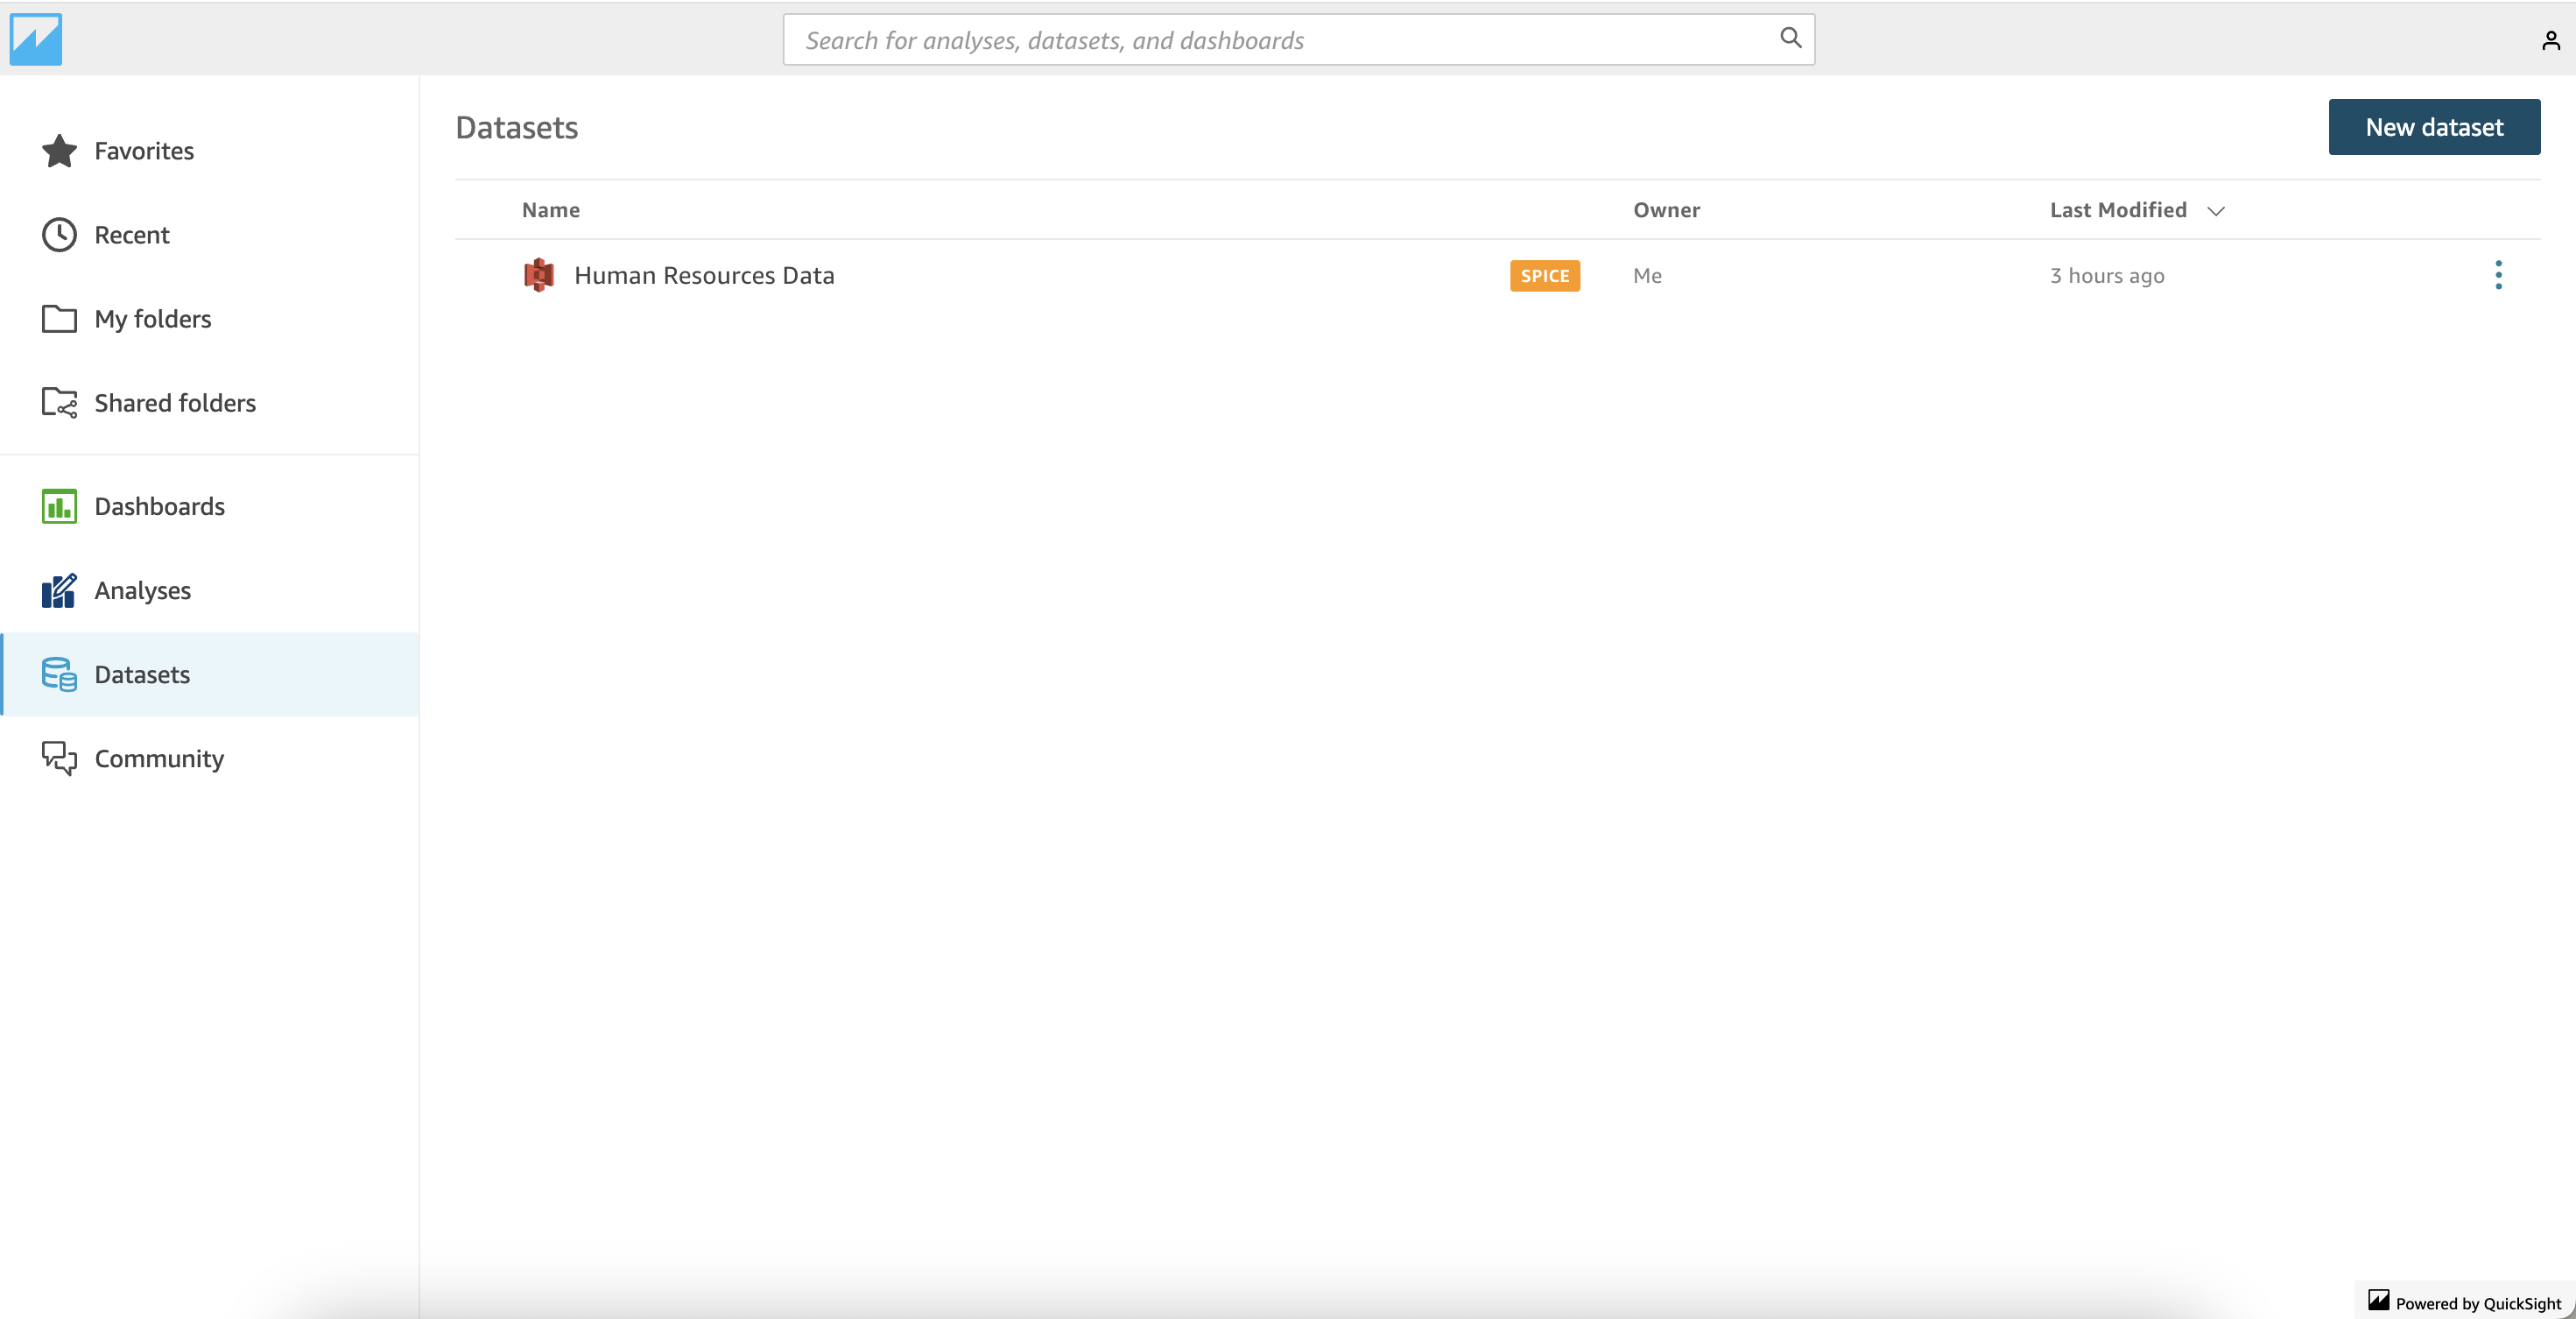 Search for analyses, datasets, and dashboards
Favorites
Recent
My folders
Shared folders
Dashboards
Analyses
Datasets
Community
Datasets
New dataset
Name Owner Last Modified
Human Resources Data SPICE Me 3 hours ago
Powered by QuickSight